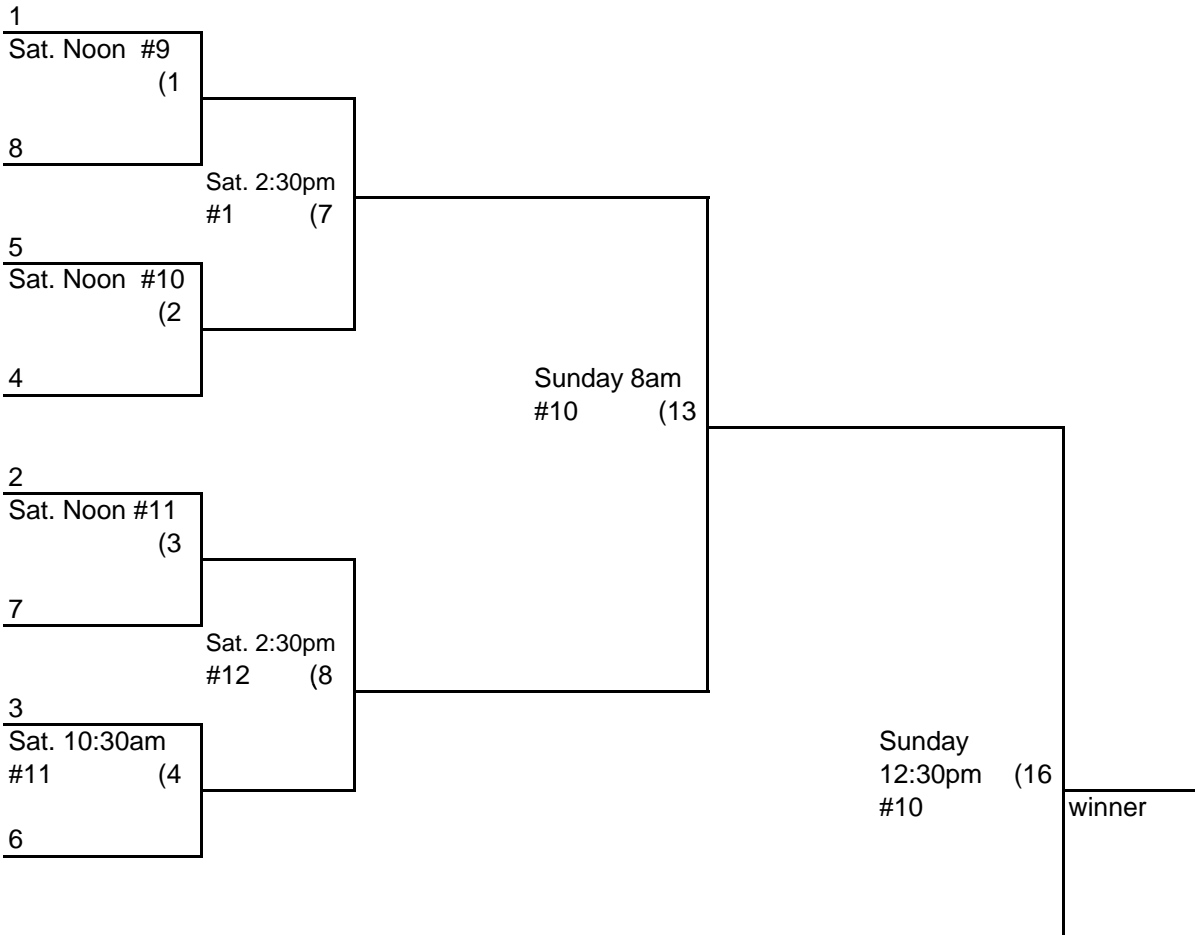 1
Sat. Noon #9
(1
8
Sat. 2:30pm
#1 (7
5
Sat. Noon #10
(2
4
Sunday 8am
#10 (13
2
Sat. Noon #11
(3
7
Sat. 2:30pm
#12 (8
3
Sat. 10:30am
#11 (4
6
Sunday
12:30pm (16
#10
winner